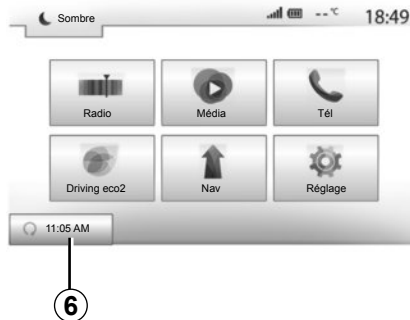 Sombre
--°C
18:49
Radio
Média
Tél
Driving eco2
Nav
Réglage
11:05 AM
6